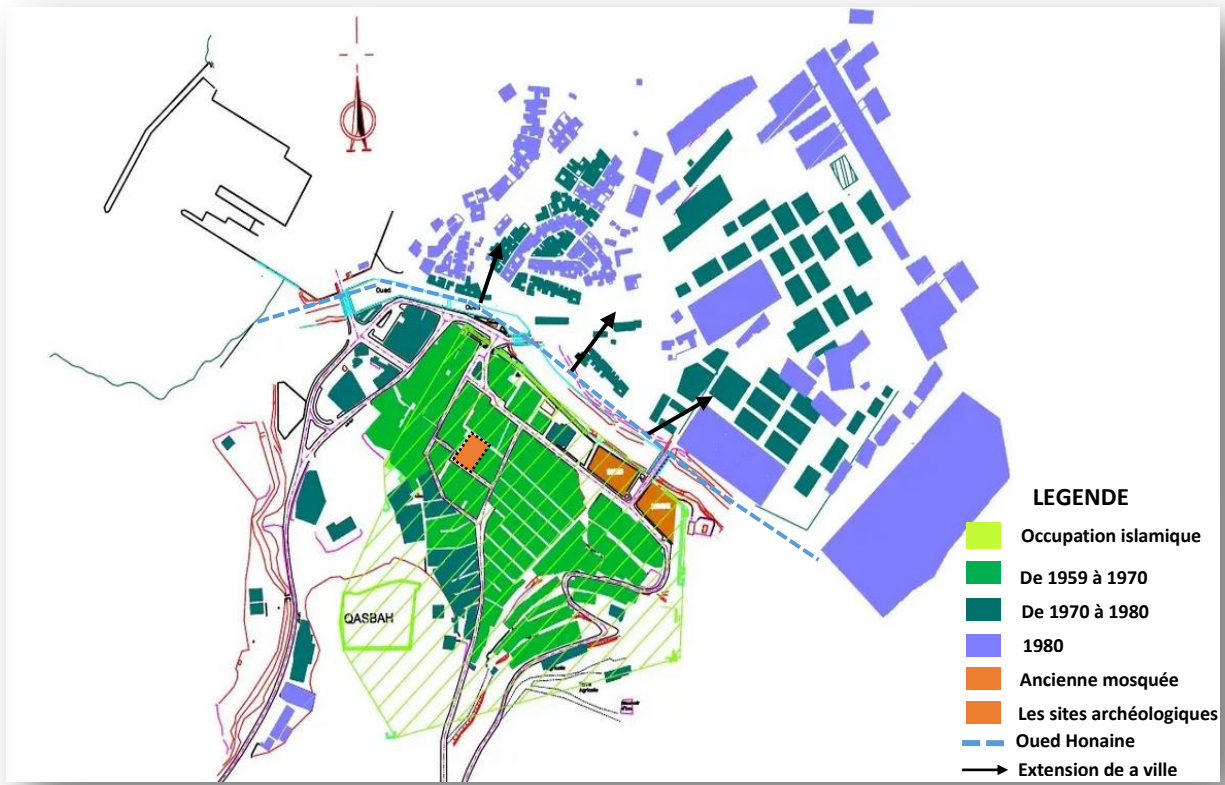 Oued
Oued
QASBAH
LEGENDE
Occupation islamique
De 1959 à 1970
De 1970 à 1980
1980
Ancienne mosquée
Les sites archéologiques
Oued Honaine
Extension de a ville